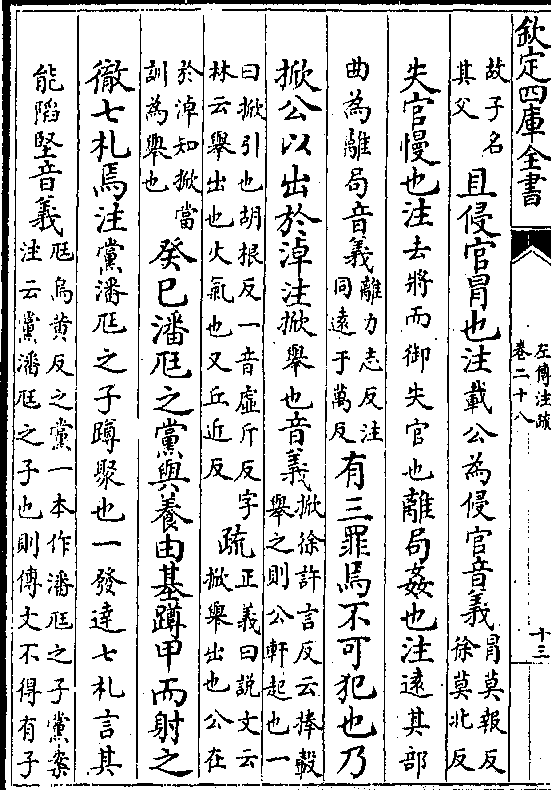 欽定四庫全書
左傳注疏
卷二十八
十三
故子名
其父
且侵官冒也注載公為侵官音義
冒莫報反
徐莫北反
失官慢也注去將而御失官也離局姦也注遠其部
曲為離局音義
離力志反注
同遠于萬反
有三罪焉不可犯也乃
掀公以出於淖注掀舉也音義
掀徐許言反云捧轂
舉之則公軒起也一
曰掀引也胡根反一音虛斤反字
林云舉出也火氣也又丘近反
疏
正義曰說文云
掀舉出也公在
於淖知掀當
訓為舉也
癸巳潘尫之黨與養由基蹲甲而射之
徹七札焉注黨潘尫之子蹲聚也一發達七札言其
能陷堅音義
尫烏黃反之黨一本作潘尫之子黨案
注云黨潘尫之子也則傳文不得有子